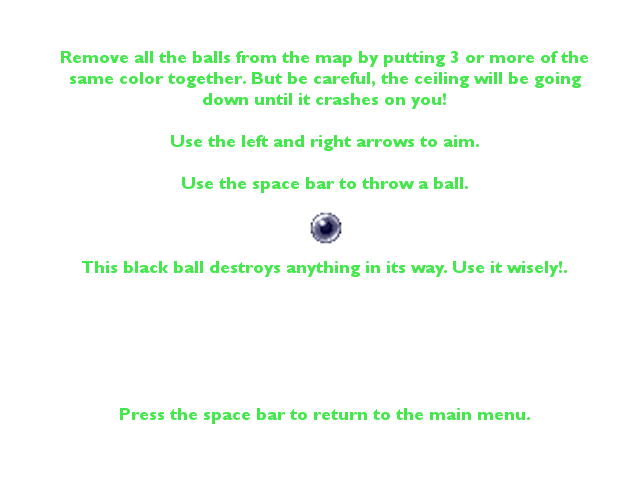 Remove all the balls from the map by putting 3 or more of the
same color together. But be careful, the ceiling will be going
down until it crashes on you!
Use the left and right arrows to aim.
Use the space bar to throw a ball.
This black ball destroys anything in its way. Use it wisely!.
Press the space bar to return to the main menu.